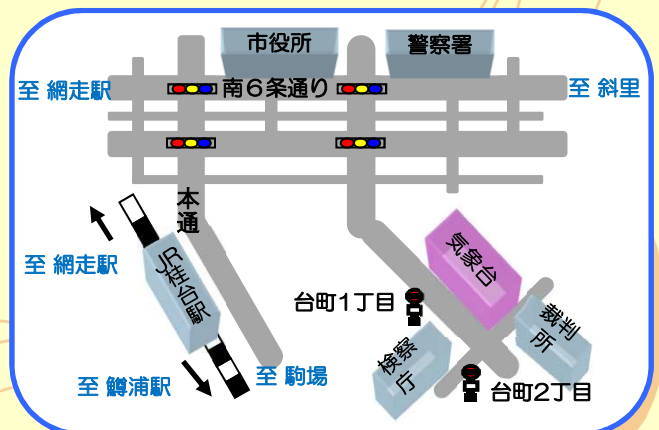 市役所
警察署
至 網走駅
南6条通り
至 斜里
本通
至 網走駅
JR桂台駅
気象台
台町1丁目
裁判所
検察庁
至 鱒浦駅
至 駒場
台町2丁目